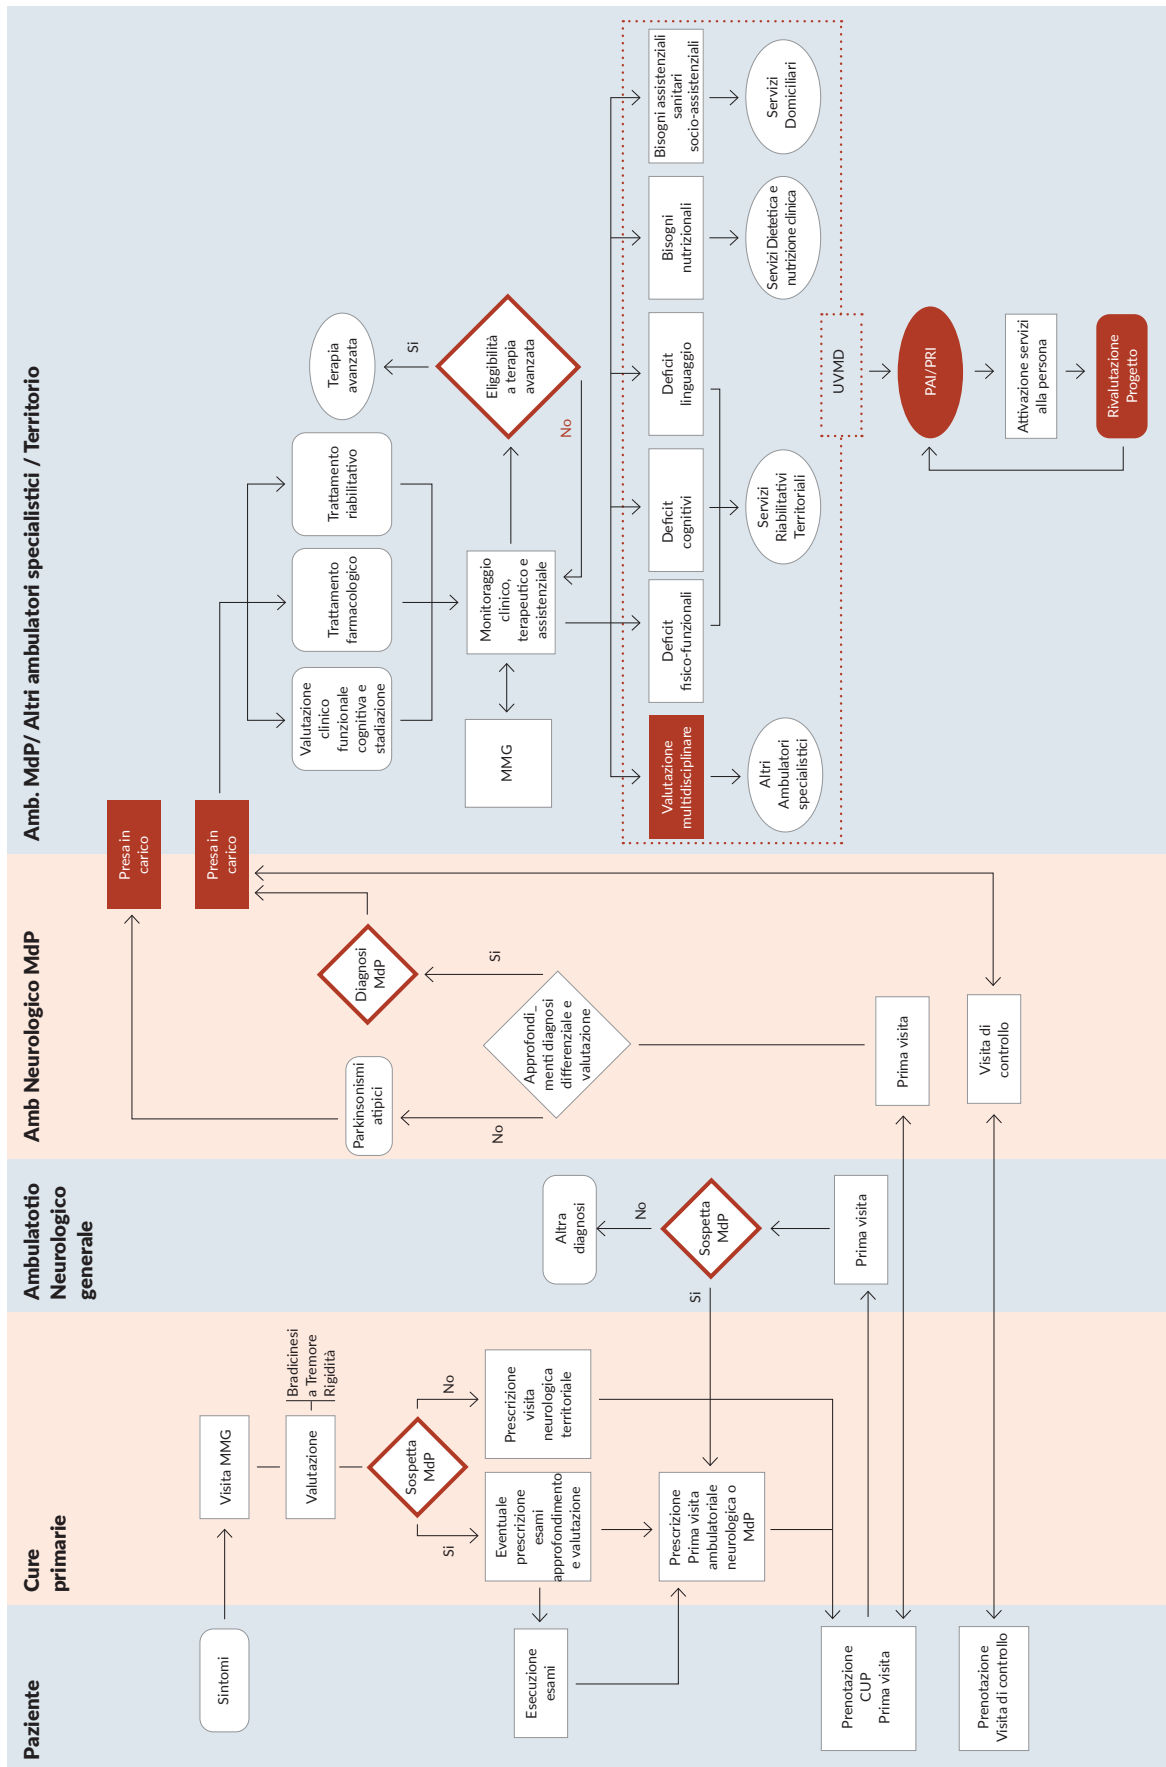 Paziente
Cure
primarie
Ambulatotio
Neurologico
generale
Amb Neurologico MdP
Amb. MdP/ Altri ambulatori specialistici / Territorio
Sintomi
Esecuzione
esami
Prenotazione
CUP
Prima visita
Prenotazione
Visita di controllo
Visita MMG
Valutazione
Bradicinesi
a Tremore
Rigidità
Sospetta
MdP
Si
No
Eventuale
prescrizione
esami
approfondimento
e valutazione
Prescrizione
visita
neurologica
territoriale
Prescrizione
Prima visita
ambulatoriale
neurologica o
MdP
Altra
diagnosi
No
Sospetta
MdP
Si
Prima visita
Parkinsonismi
atipici
Diagnosi
MdP
No
Si
Approfondi_
menti diagnosi
differenziale e
valutazione
Prima visita
Visita di
controllo
Presa in
carico
Presa in
carico
Valutazione
clinico
funzionale
cognitiva e
stadiazione
Trattamento
farmacologico
Trattamento
riabilitativo
Terapia
avanzata
Si
MMG
Monitoraggio
clinico,
terapeutico e
assistenziale
Eliggibilità
a terapia
avanzata
No
Valutazione
multidisciplinare
Deficit
fisico-funzionali
Deficit
cognitivi
Deficit
linguaggio
Bisogni
nutrizionali
Bisogni assistenziali
sanitari
socio-assistenziali
Altri
Ambulatori
specialistici
Servizi
Riabilitativi
Territoriali
Servizi Dietetica e
nutrizione clinica
Servizi
Domiciliari
UVMD
PAI/PRI
Attivazione servizi
alla persona
Rivalutazione
Progetto